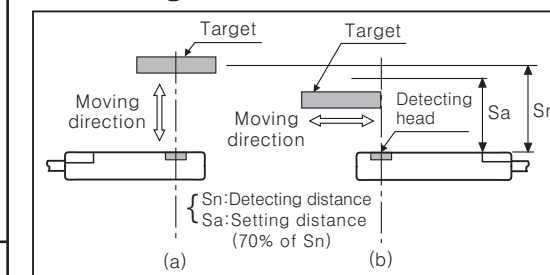 Target
Target
Moving
direction
Moving
direction
Detecting
head
Sa
Sn
Sn:Detecting distance
Sa:Setting distance
(70% of Sn)
(a)
(b)